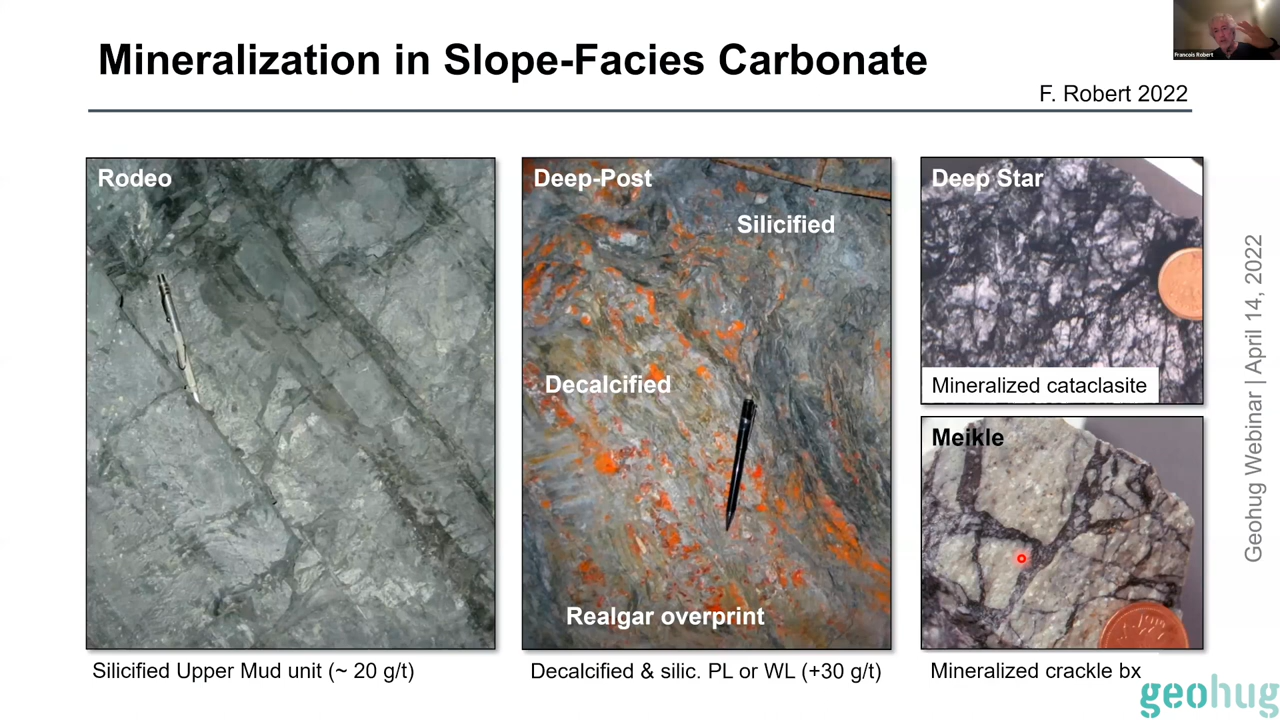 Mineralization in Slope-Facies Carbonate
F. Robert 2022
Francois Robert
Rodeo
Silicified Upper Mud unit (~ 20 g/t)
Deep-Post
Silicified
Decalcified
Realgar overprint
Decalcified & silic. PL or WL (+30 g/t)
Deep Star
Mineralized cataclasite
Meikle
Mineralized crackle bx
Geohug Webinar | April 14, 2022
geohug